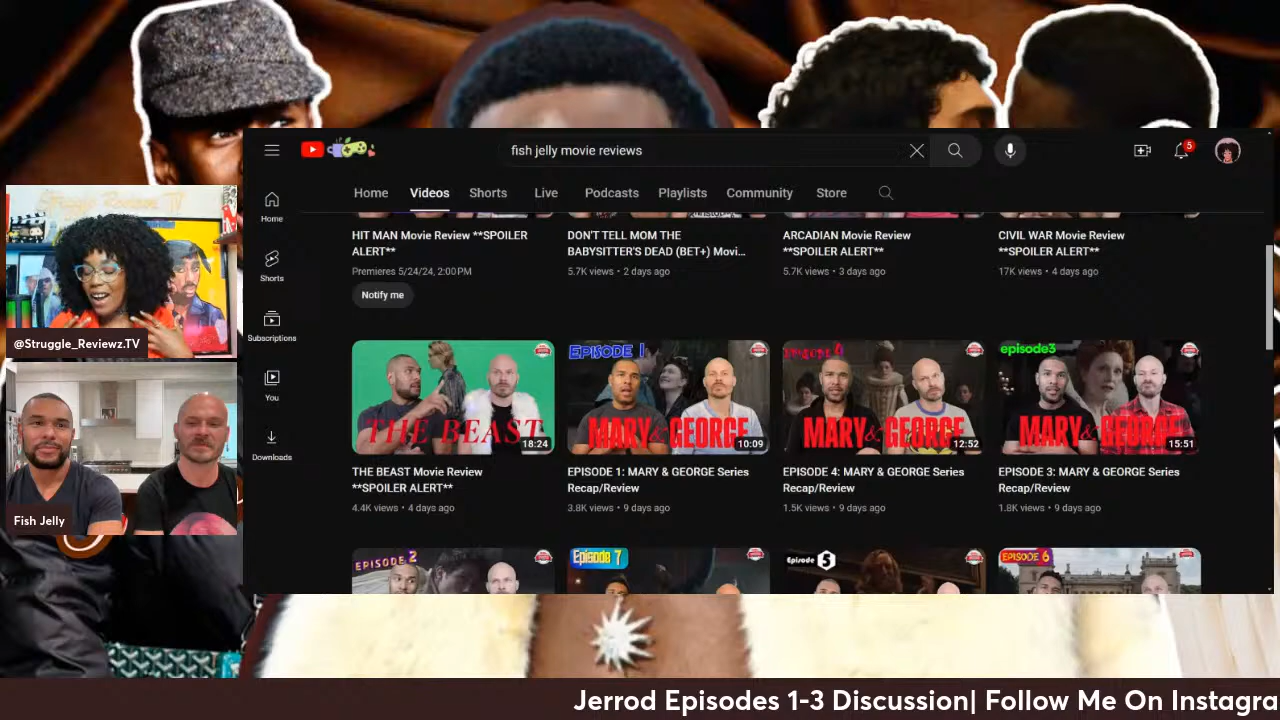 fish jelly movie reviews
5
Home
Videos
Shorts
Live
Podcasts
Playlists
Community
Store
Home
Shorts
Subscriptions
You
Downloads
HIT MAN Movie Review **SPOILER
ALERT**
Premieres 5/24/24, 2:00PM
Notify me
DON'T TELL MOM THE
BABYSITTER'S DEAD (BET+) Movi...
5.7K views • 2 days ago
ARCADIAN Movie Review
**SPOILER ALERT**
5.7K views • 3 days ago
CIVIL WAR Movie Review
**SPOILER ALERT**
17K views • 4 days ago
Struggle Reviewz TV
@Struggle_Reviewz.TV
Fish Jelly
THE BEAST
18:24
THE BEAST Movie Review
**SPOILER ALERT**
4.4K views • 4 days ago
EPISODE 1
MARY & GEORGE
10:09
EPISODE 1: MARY & GEORGE Series
Recap/Review
3.8K views • 9 days ago
EPISODE 4
MARY & GEORGE
12:52
EPISODE 4: MARY & GEORGE Series
Recap/Review
1.5K views • 9 days ago
episode3
MARY & GEORGE
15:51
EPISODE 3: MARY & GEORGE Series
Recap/Review
1.8K views • 9 days ago
EPISODE 2
Episode 7
Episode 5
EPISODE 6
Jerrod Episodes 1-3 Discussion| Follow Me On Instagra